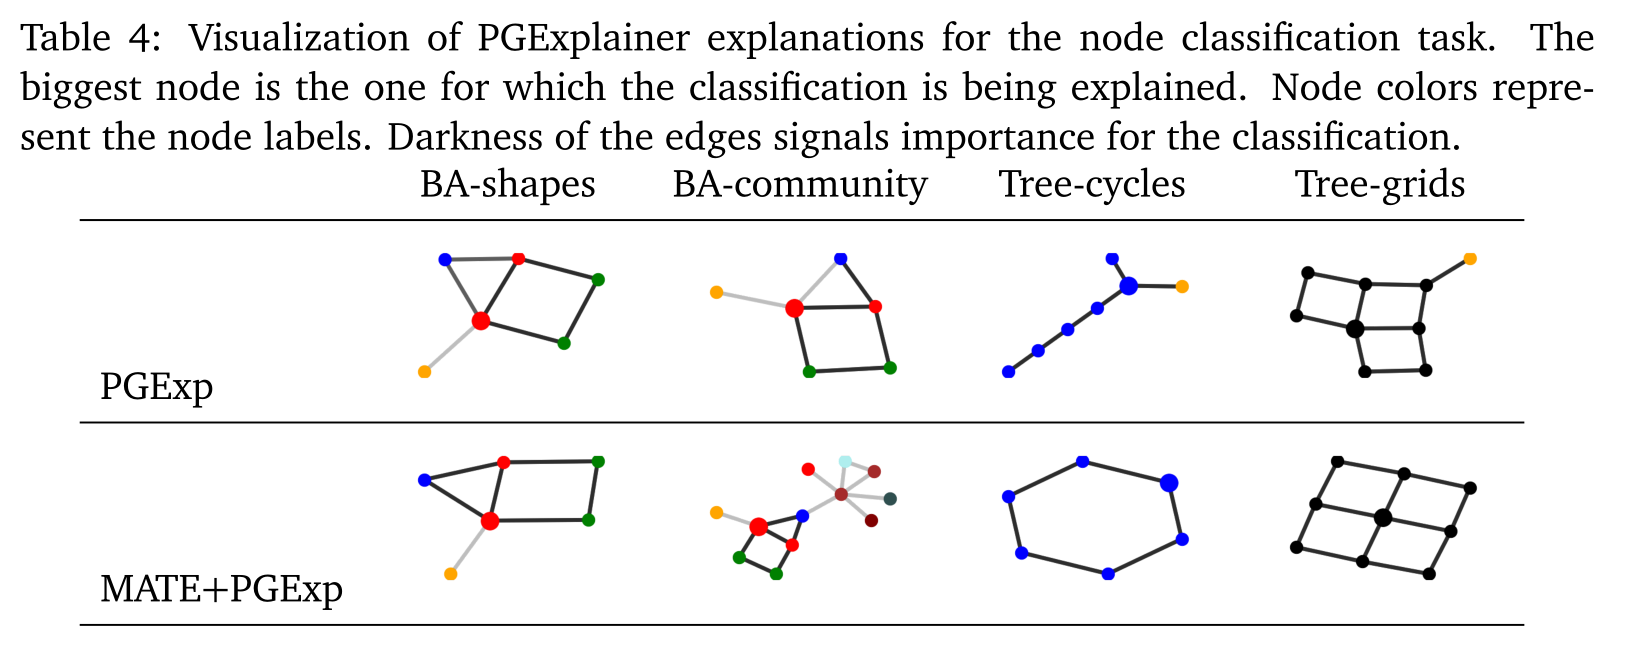 Table 4: Visualization of PGExplainer explanations for the node classification task. The
biggest node is the one for which the classification is being explained. Node colors repre-
sent the node labels. Darkness of the edges signals importance for the classification.
BA-shapes BA-community Tree-cycles Tree-grids
PGExp
MATE+PGExp